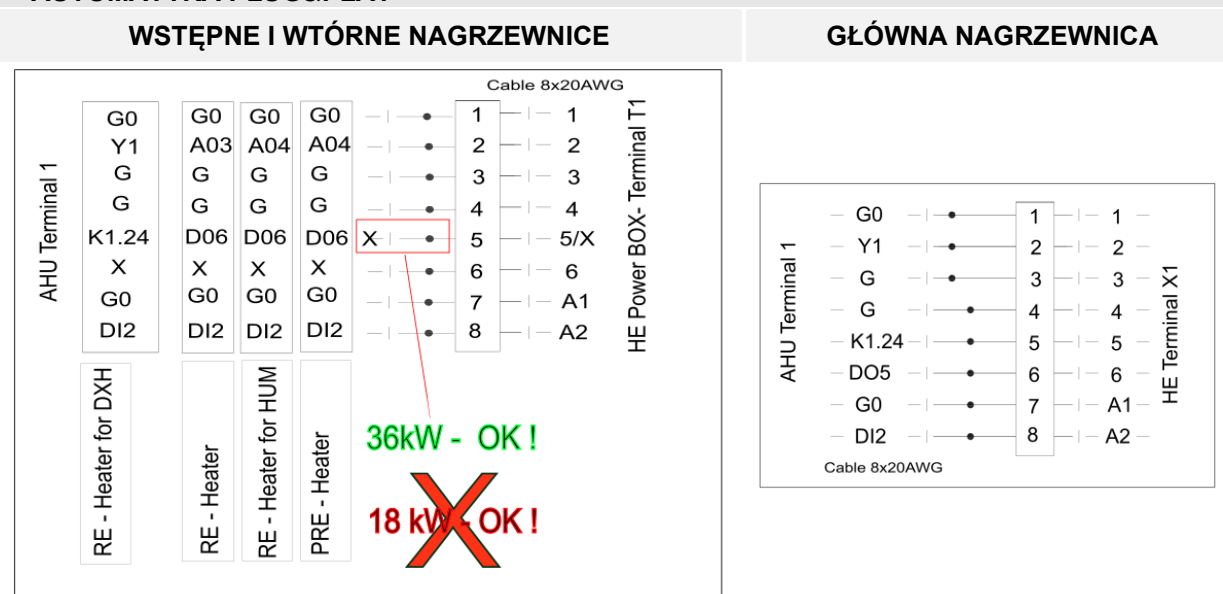 WSTĘPNE I WTÓRNE NAGRZEWNICE
GŁÓWNA NAGRZEWNICA
Cable 8x20AWG
AHU Terminal 1
G0 G0 G0 G0 1 1
Y1 A03 A04 A04 2 2
G G G G 3 3
G G G G 4 4
K1.24 D06 D06 D06 X 5 5/X
X X X X 6 6
G0 G0 G0 G0 7 A1
DI2 DI2 DI2 DI2 8 A2
HE Power BOX- Terminal T1
RE - Heater for DXH
RE - Heater
RE - Heater for HUM
PRE - Heater
36kW - OK !
18 kW - OK !
AHU Terminal 1
G0 1 1
Y1 2 2
G 3 3
G 4 4
K1.24 5 5
DO5 6 6
G0 7 A1
DI2 8 A2
HE Terminal X1
Cable 8x20AWG